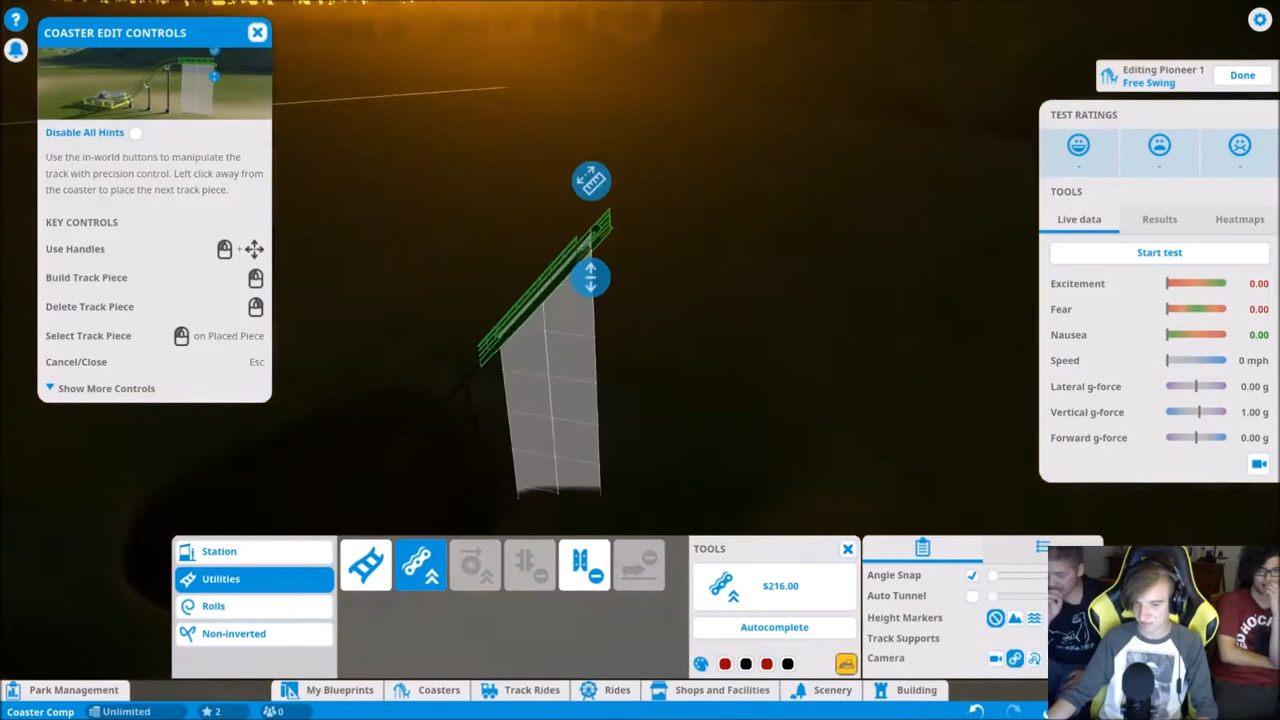 ?
COASTER EDIT CONTROLS
Disable All Hints
Use the in-world buttons to manipulate the
track with precision control. Left click away from
the coaster to place the next track piece.
KEY CONTROLS
Use Handles
+
Build Track Piece
Delete Track Piece
Select Track Piece on Placed Piece
Cancel/Close Esc
Show More Controls
Editing Pioneer 1
Free Swing
Done
TEST RATINGS
- - -
TOOLS
Live data Results Heatmaps
Start test
Excitement 0.00
Fear 0.00
Nausea 0.00
Speed 0 mph
Lateral g-force 0.00 g
Vertical g-force 1.00 g
Forward g-force 0.00 g
Station
Utilities
Rolls
Non-inverted
TOOLS
$216.00
Autocomplete
Angle Snap
Auto Tunnel
Height Markers
Track Supports
Camera
Park Management
My Blueprints
Coasters
Track Rides
Rides
Shops and Facilities
Scenery
Building
Coaster Comp
Unlimited
2
0